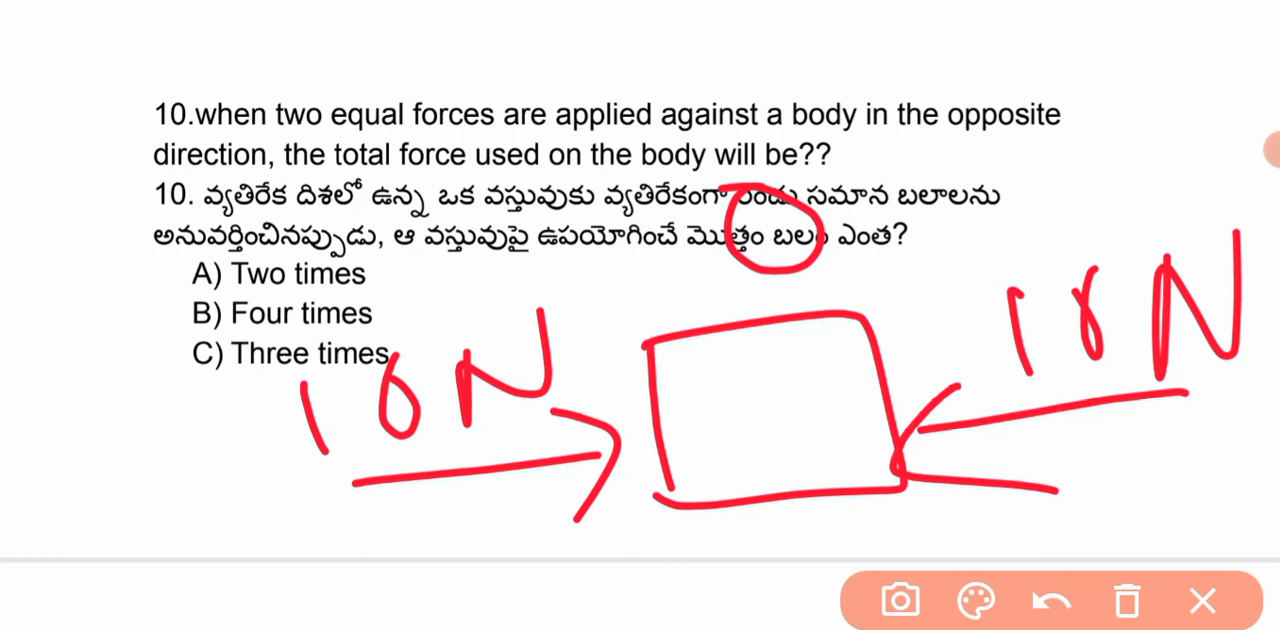 10.when two equal forces are applied against a body in the opposite
direction, the total force used on the body will be??
10. వ్యతిరేక దిశలో ఉన్న ఒక వస్తువుకు వ్యతిరేకంగా రెండు సమాన బలాలను
అనువర్తించినప్పుడు, ఆ వస్తువుపై ఉపయోగించే మొత్తం బలం ఎంత?
A) Two times
B) Four times
C) Three times
10N
10N